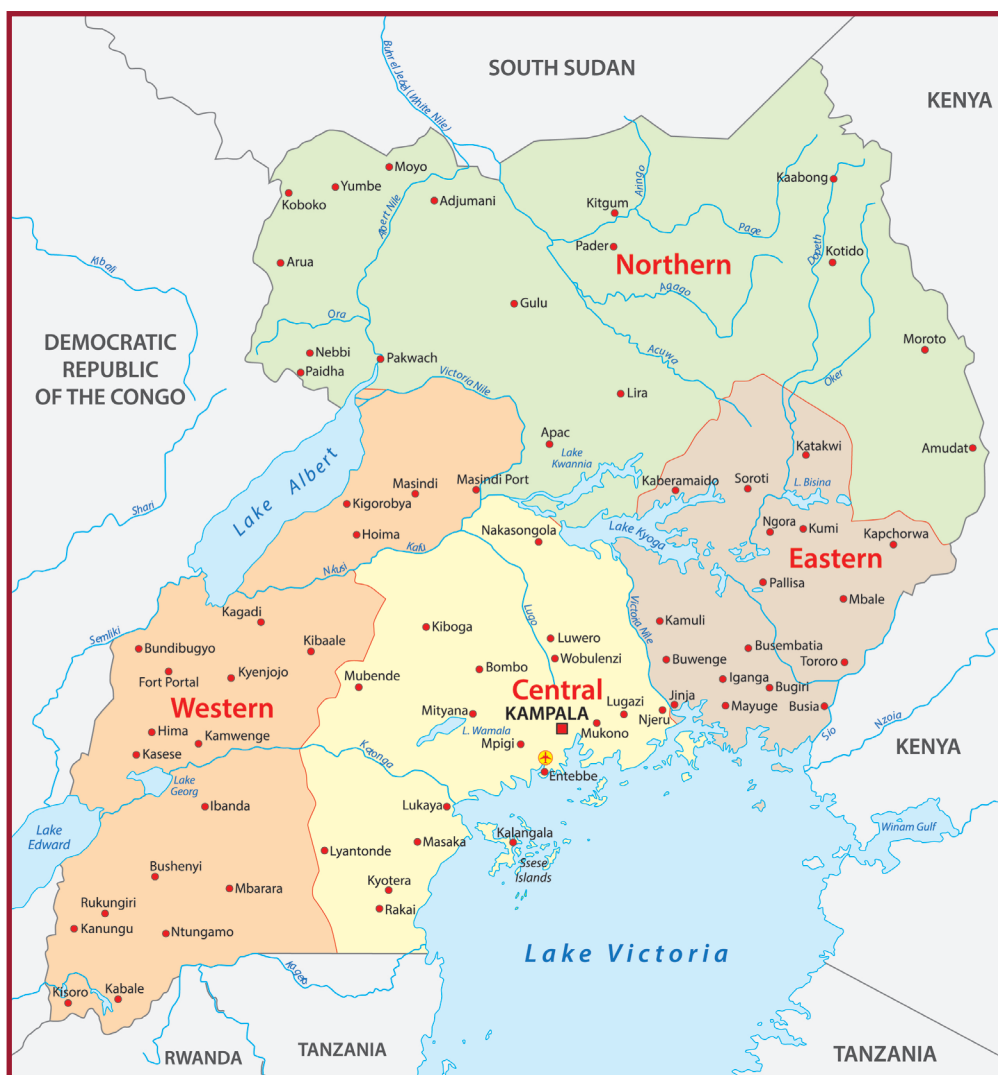 SOUTH SUDAN
KENYA
Buhrel Jebel (White Nile)
Moyo
Yumbe
Koboko
Adjumani
Albert Nile
Aringo
Kaabong
Kitgum
Page
Pader
Northern
Dopeth
Kotido
Arua
Kibali
Agago
Gulu
Ora
DEMOCRATIC
REPUBLIC
OF THE CONGO
Nebbi
Pakwach
Paidha
Victoria Nile
Acuwa
Moroto
Oker
Lira
Apac
Lake
Kwannia
Katakwi
Amudat
Lake Albert
Masindi
Masindi Port
Kigorobya
Kaberamaido
Soroti
L. Bisina
Shari
Hoima
Kafu
Nkusi
Nakasongola
Lake Kyoga
Ngora
Kumi
Kapchorwa
Eastern
Pallisa
Mbale
Semliki
Kagadi
Kibaale
Kiboga
Lugo
Victoria Nile
Kamuli
Bundibugyo
Luwero
Wobulenzi
Busembatia
Buwenge
Tororo
Fort Portal
Kyenjojo
Mubende
Bombo
Iganga
Bugiri
Western
Central
KAMPALA
Mityana
L. Wamala
Lugazi
Njeru
Jinja
Mayuge
Busia
Sio
Nzoia
Hima
Kamwenge
Kasese
Mpigi
Mukono
KENYA
Katonga
Entebbe
Lake
Georg
Ibanda
Lukaya
Lake
Edward
Winam Gulf
Lyantonde
Masaka
Kalangala
Ssese
Islands
Bushenyi
Mbarara
Kyotera
Rakai
Rukungiri
Kanungu
Ntungamo
Lake Victoria
Kagera
Kisoro
Kabale
RWANDA
TANZANIA
TANZANIA